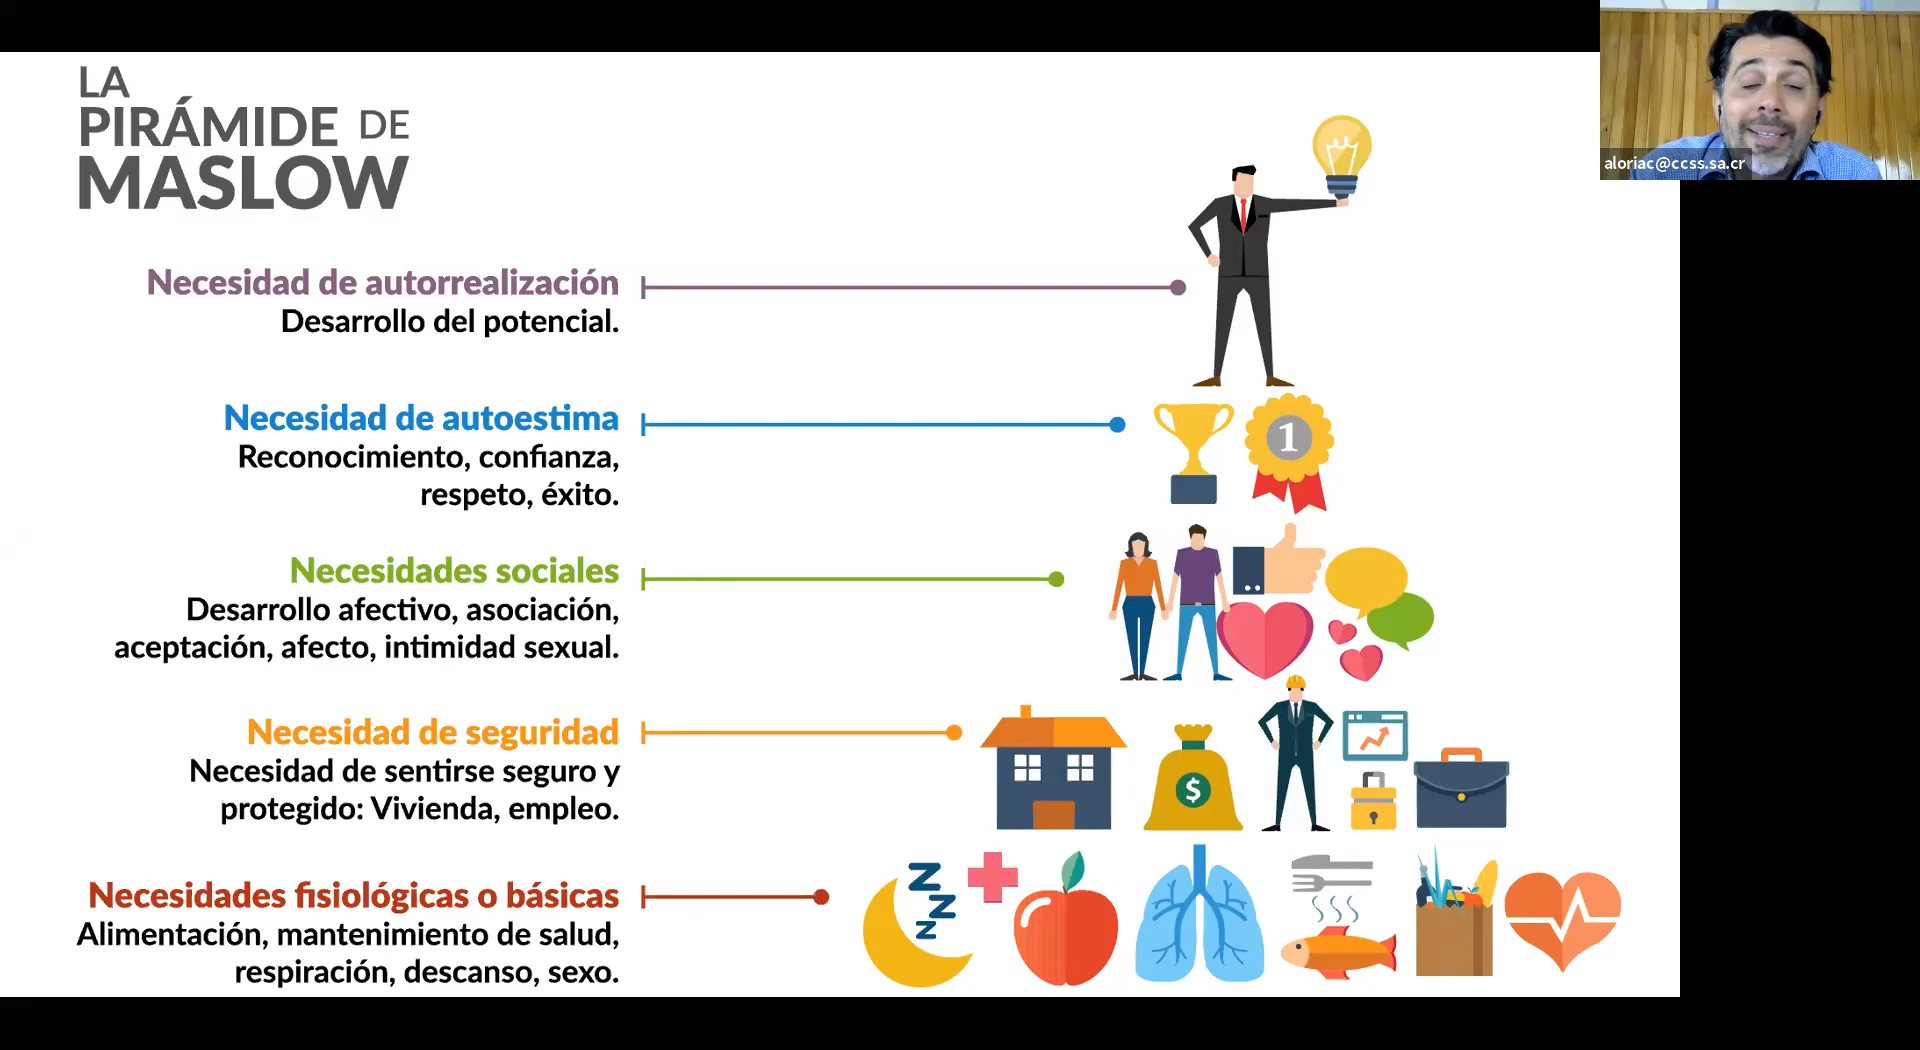 LA
PIRÁMIDE DE
MASLOW
Necesidad de autorrealización
Desarrollo del potencial.
Necesidad de autoestima
Reconocimiento, confianza,
respeto, éxito.
1
Necesidades sociales
Desarrollo afectivo, asociación,
aceptación, afecto, intimidad sexual.
Necesidad de seguridad
Necesidad de sentirse seguro y
protegido: Vivienda, empleo.
$
Necesidades fisiológicas o básicas
Alimentación, mantenimiento de salud,
respiración, descanso, sexo.
Z
Z
Z
aloriac@ccss.sa.cr